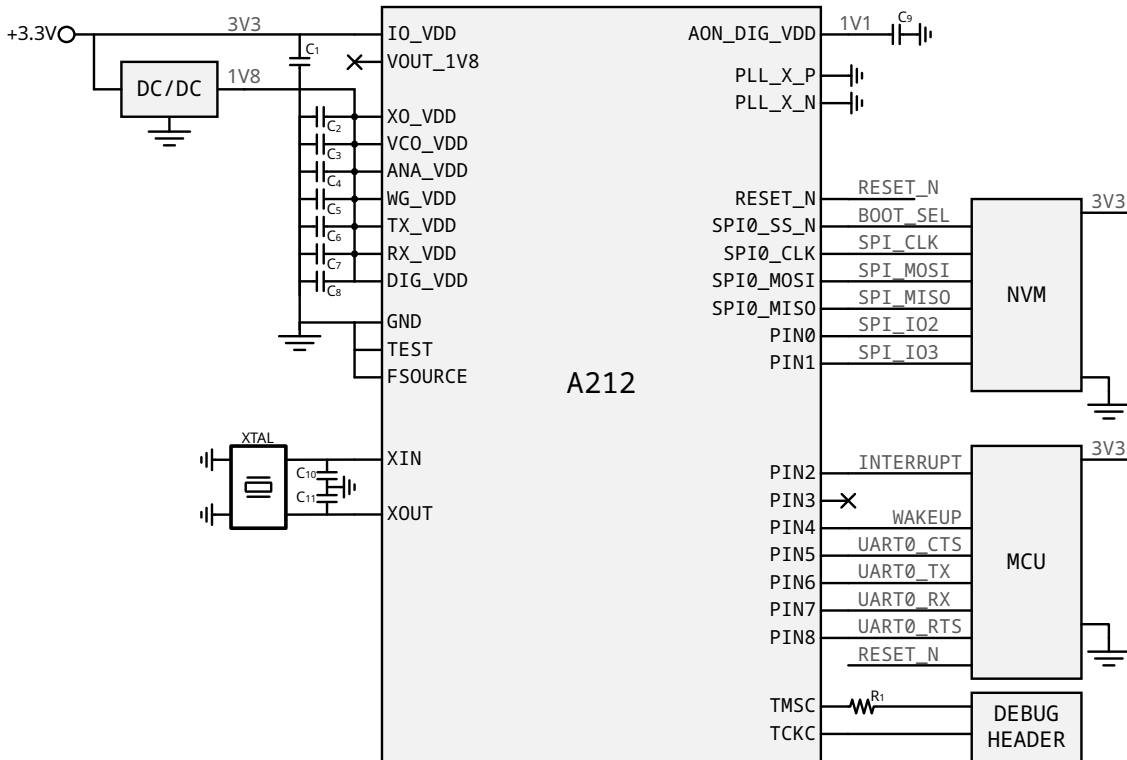 +3.3V
3V3
C1
DC/DC
1V8
C2
C3
C4
C5
C6
C7
C8
IO_VDD
VOUT_1V8
XO_VDD
VCO_VDD
ANA_VDD
WG_VDD
TX_VDD
RX_VDD
DIG_VDD
GND
TEST
FSOURCE
XTAL
C10
C11
XIN
XOUT
A212
AON_DIG_VDD
1V1
C9
PLL_X_P
PLL_X_N
RESET_N RESET_N
SPI0_SS_N BOOT_SEL
SPI0_CLK SPI_CLK
SPI0_MOSI SPI_MOSI
SPI0_MISO SPI_MISO
PIN0 SPI_IO2
PIN1 SPI_IO3
NVM
3V3
PIN2 INTERRUPT
PIN3
PIN4 WAKEUP
PIN5 UART0_CTS
PIN6 UART0_TX
PIN7 UART0_RX
PIN8 UART0_RTS
RESET_N
MCU
3V3
TMSC
R1
TCKC
DEBUG
HEADER